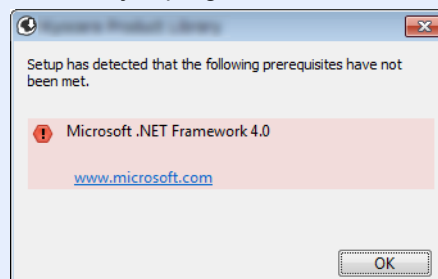 Setup has detected that the following prerequisites have not
been met.
Microsoft .NET Framework 4.0
www.microsoft.com
OK